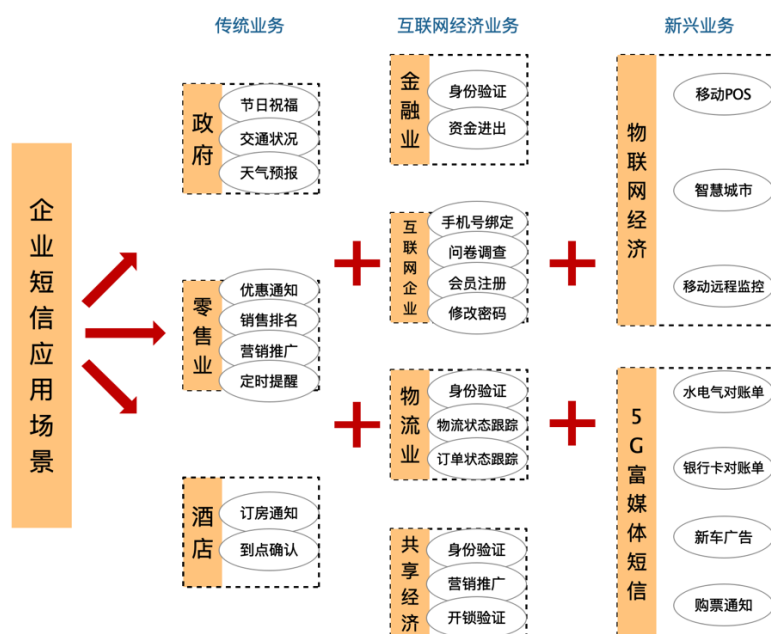 传统业务
互联网经济业务
新兴业务
企业短信应用场景
政府
节日祝福
交通状况
天气预报
零售业
优惠通知
销售排名
营销推广
定时提醒
酒店
订房通知
到点确认
金融业
身份验证
资金进出
互联网企业
手机号绑定
问卷调查
会员注册
修改密码
物流业
身份验证
物流状态跟踪
订单状态跟踪
共享经济
身份验证
营销推广
开锁验证
物联网经济
移动POS
智慧城市
移动远程监控
5G富媒体短信
水电气对账单
银行卡对账单
新车广告
购票通知